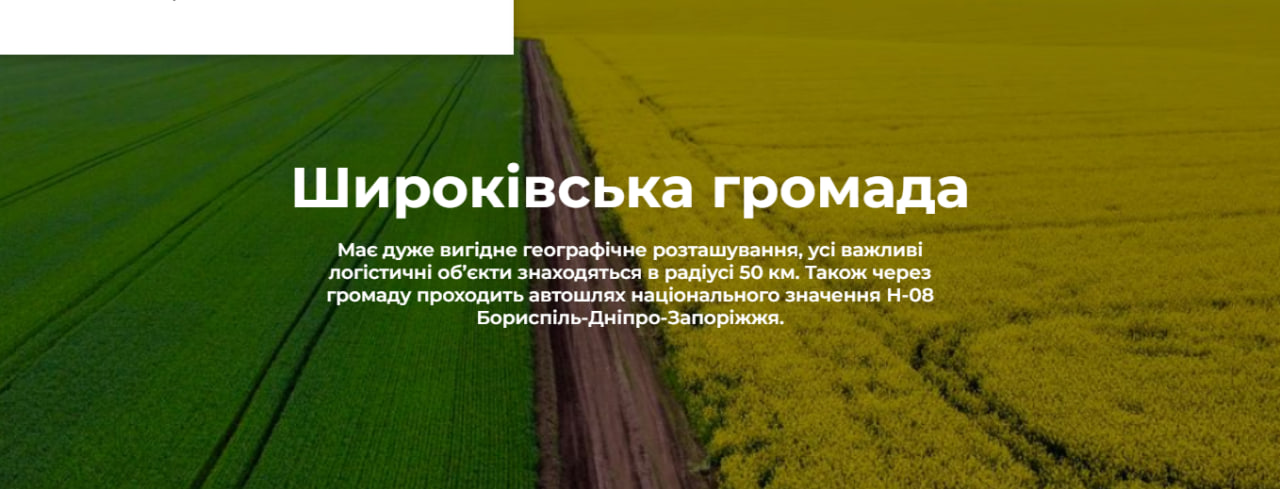 Широківська громада
Має дуже вигідне географічне розташування, усі важливі
логістичні об’єкти знаходяться в радіусі 50 км. Також через
громаду проходить автошлях національного значення Н-08
Бориспіль-Дніпро-Запоріжжя.